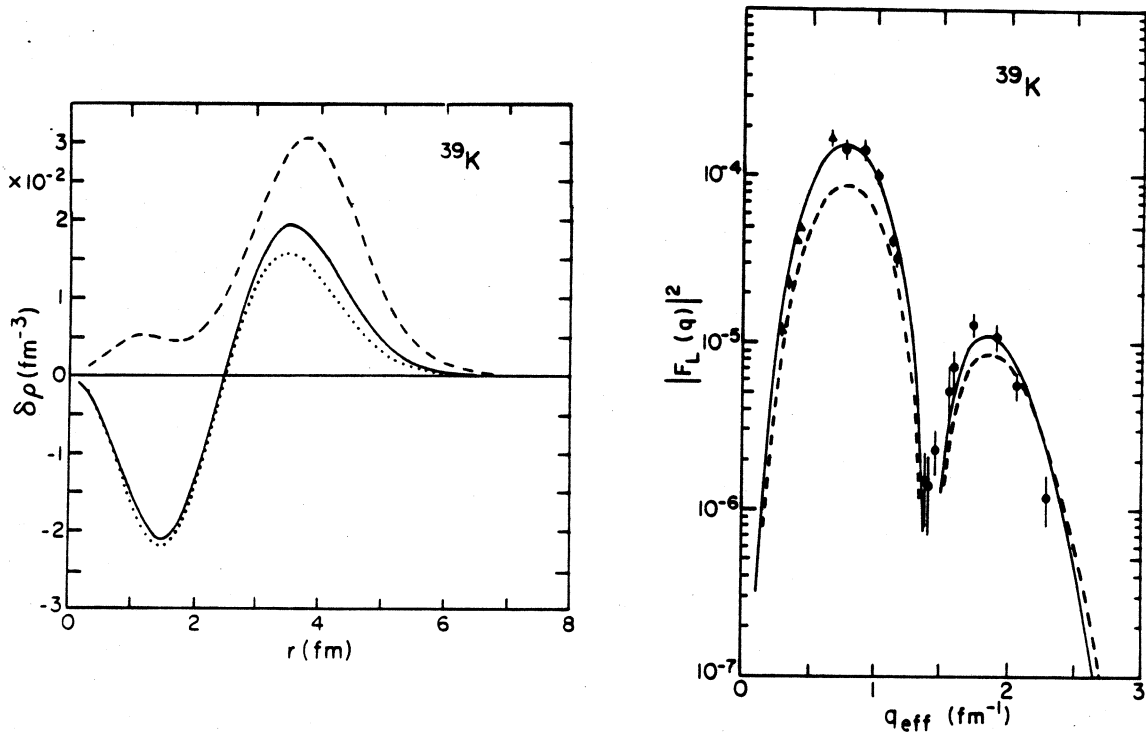 ³⁹K
3
×10⁻²
2
1
0
-1
-2
-3
δρ (fm⁻³)
0 2 4 6 8
r (fm)
³⁹K
10⁻⁴
10⁻⁵
10⁻⁶
10⁻⁷
|F_L (q)|²
0 1 2 3
q_eff (fm⁻¹)